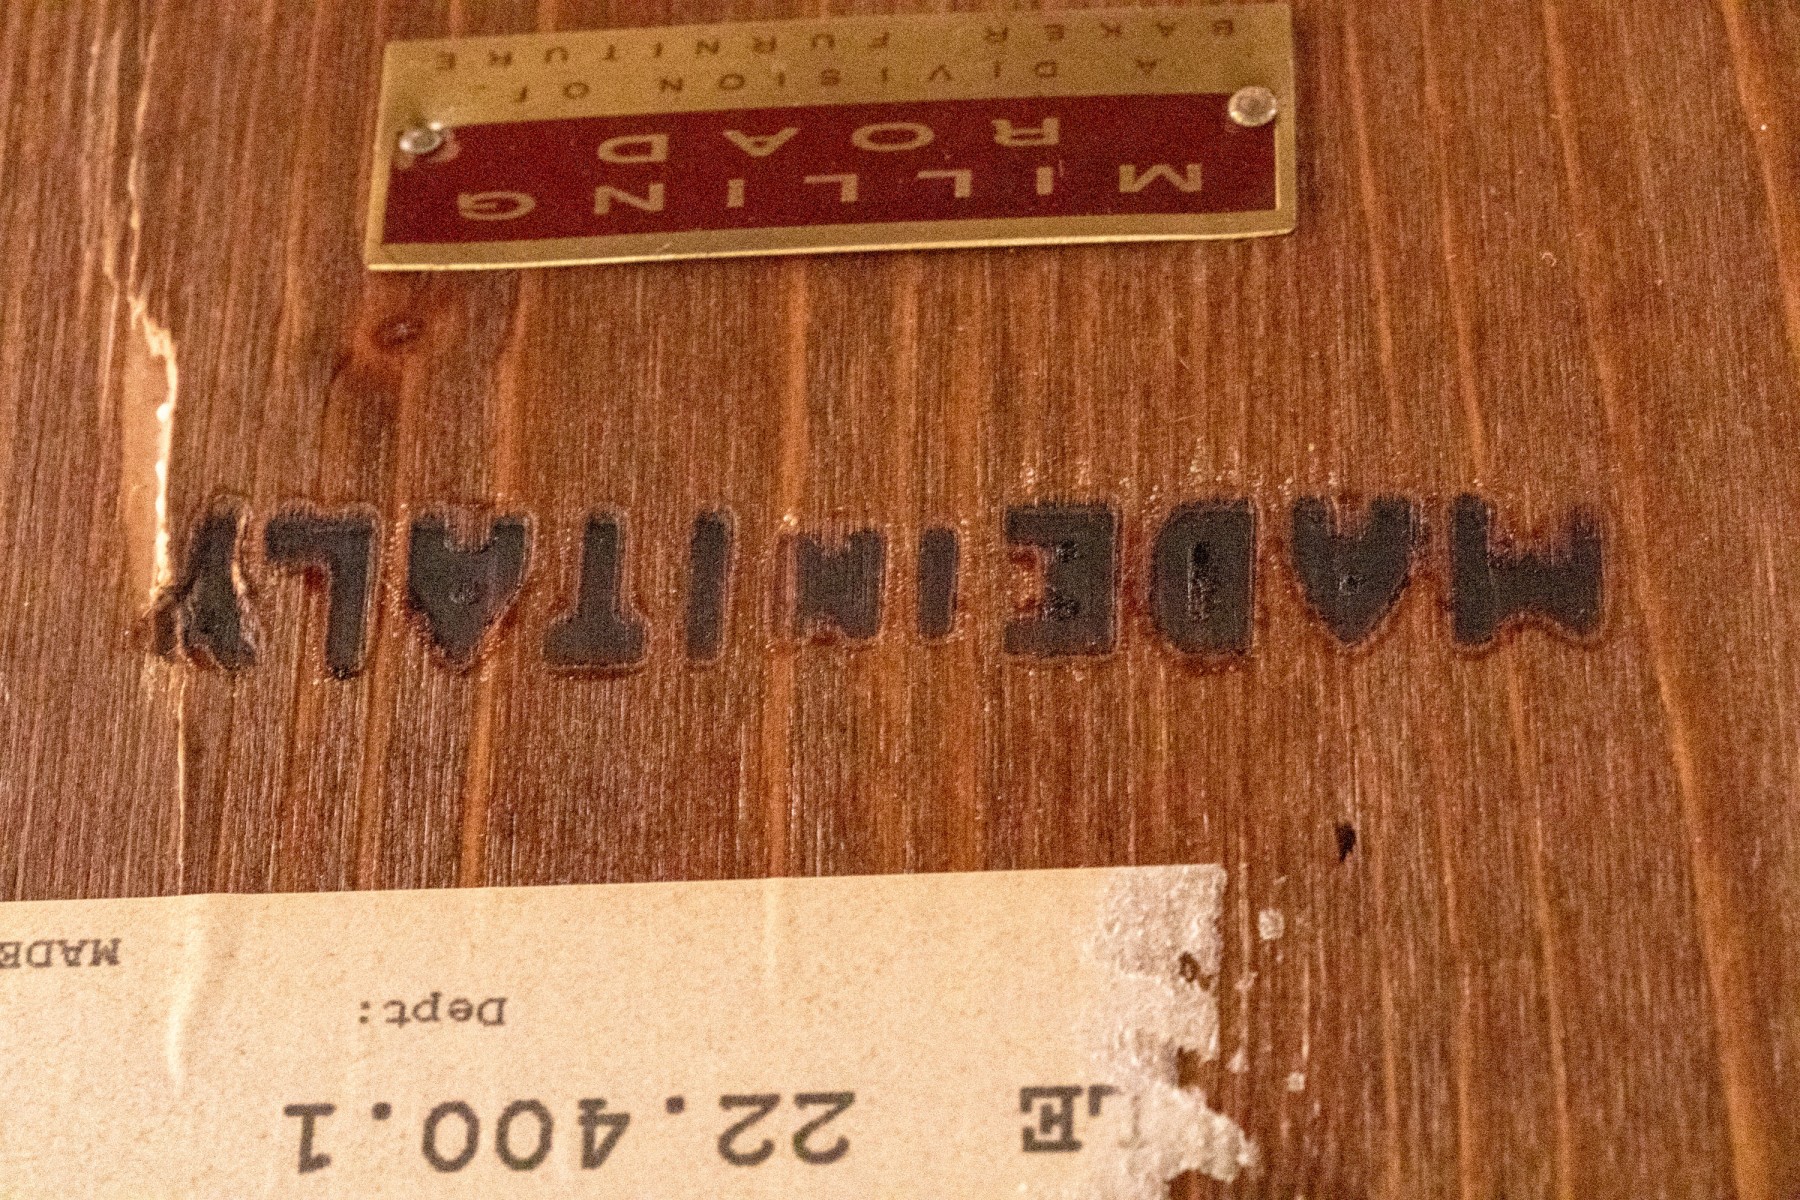 22.400.1
Dept:
MADE
MADE IN ITALY
MILLING
ROAD
A DIVISION OF
BAKER FURNITURE